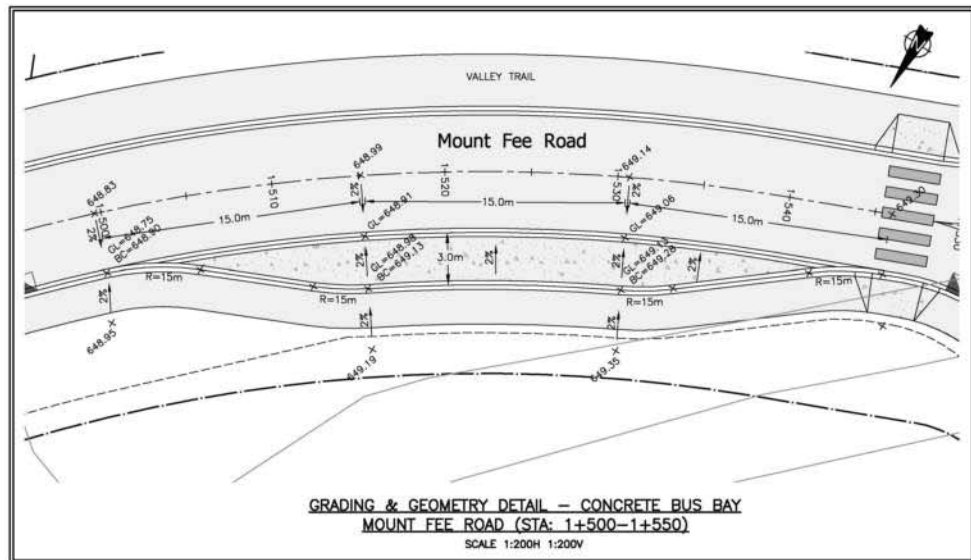 N
VALLEY TRAIL
Mount Fee Road
648.83
648.99
649.14
649.30
1+500
1+510
1+520
1+530
1+540
2%
2%
2%
15.0m
15.0m
15.0m
GL=648.75
BC=648.90
GL=648.91
GL=649.06
GL=648.98
BC=649.13
GL=649.13
BC=649.28
3.0m
2%
2%
2%
2%
R=15m
R=15m
R=15m
R=15m
2%
2%
2%
648.95
649.19
649.35
GRADING & GEOMETRY DETAIL – CONCRETE BUS BAY
MOUNT FEE ROAD (STA: 1+500–1+550)
SCALE 1:200H 1:200V